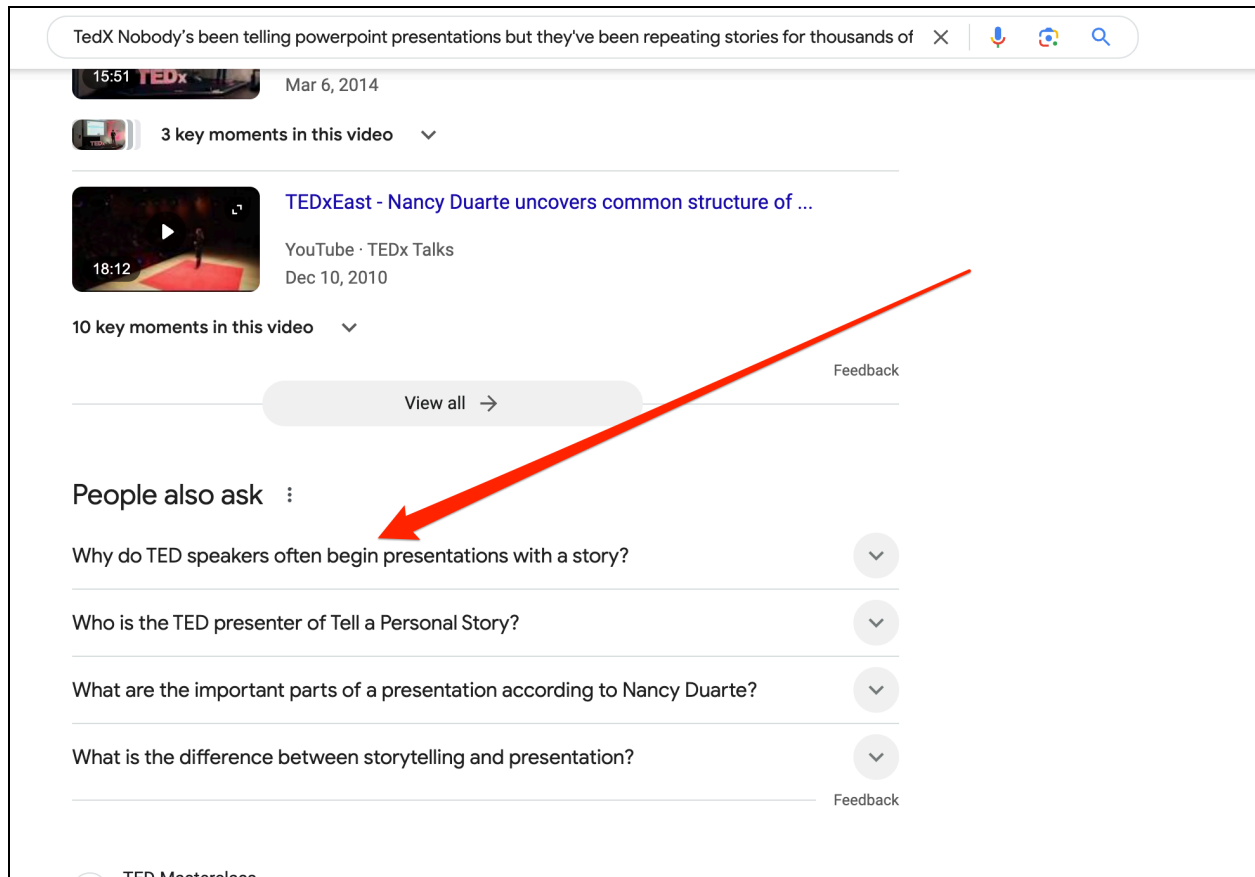 TedX Nobody’s been telling powerpoint presentations but they've been repeating stories for thousands of
15:51 TEDx
Mar 6, 2014
3 key moments in this video
TEDxEast - Nancy Duarte uncovers common structure of ...
YouTube · TEDx Talks
18:12
Dec 10, 2010
10 key moments in this video
Feedback
View all
People also ask
Why do TED speakers often begin presentations with a story?
Who is the TED presenter of Tell a Personal Story?
What are the important parts of a presentation according to Nancy Duarte?
What is the difference between storytelling and presentation?
Feedback
TED Masterclass